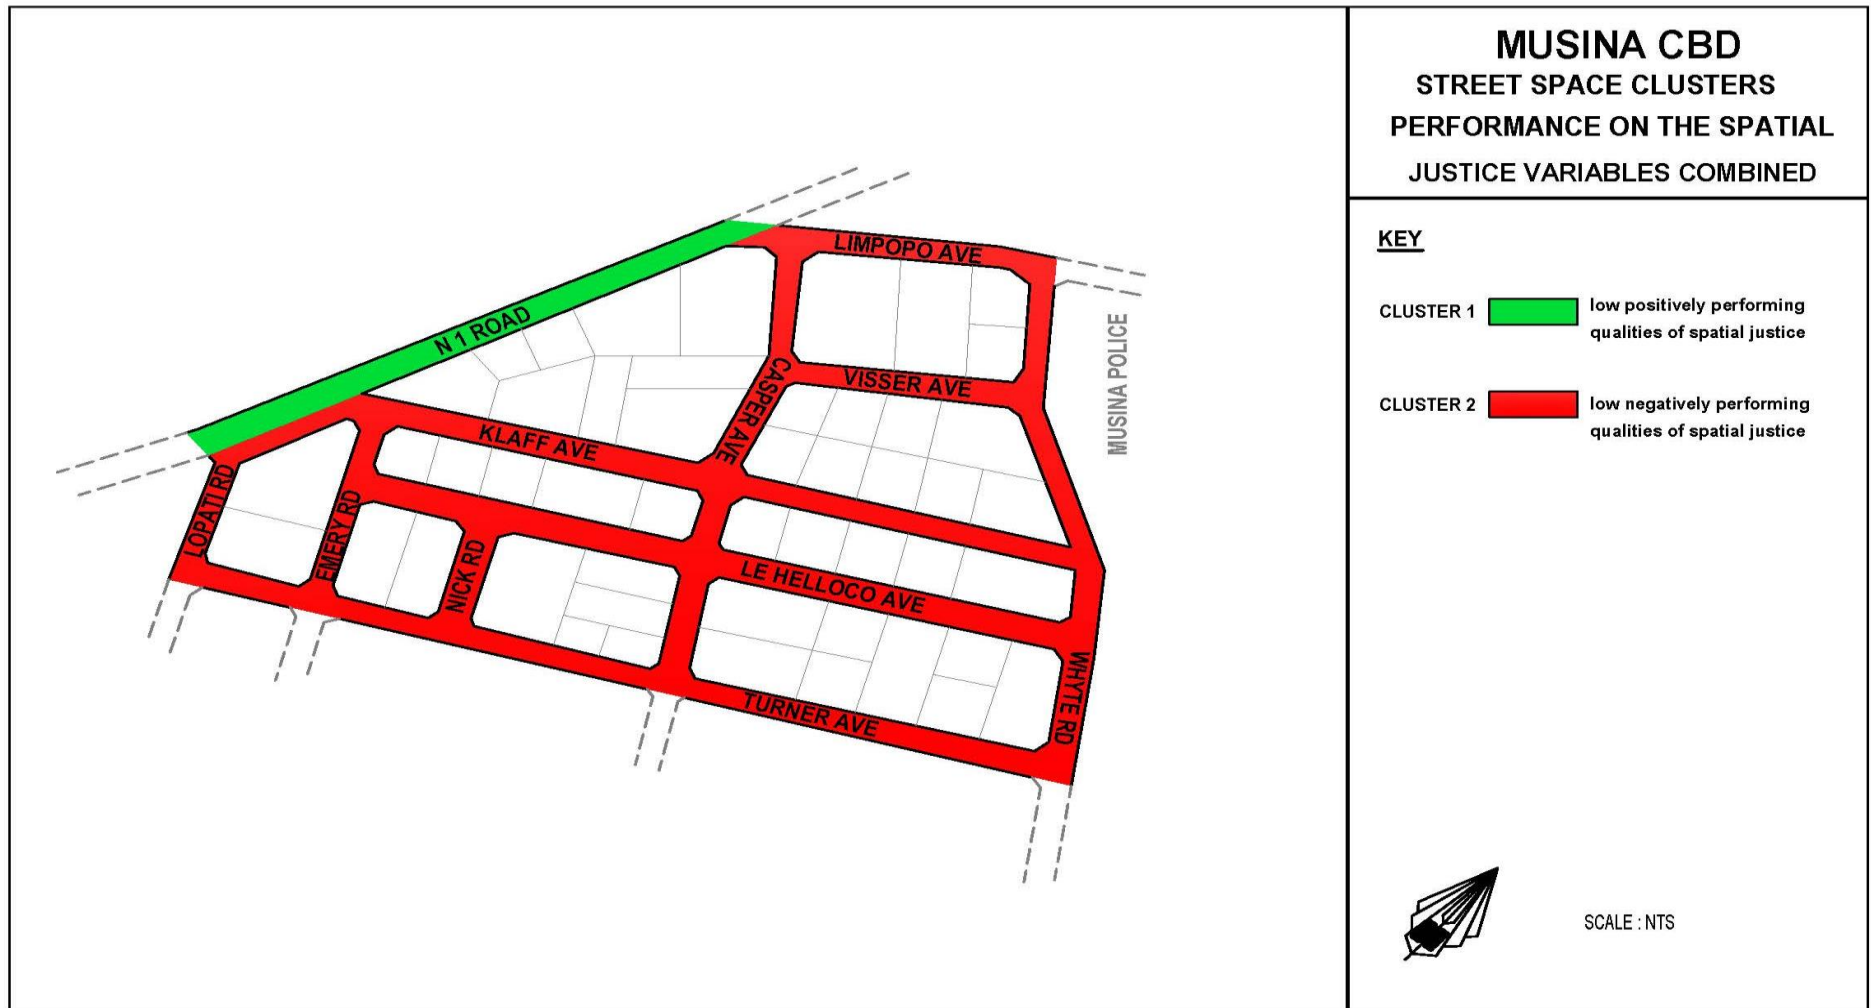 MUSINA CBD
STREET SPACE CLUSTERS
PERFORMANCE ON THE SPATIAL
JUSTICE VARIABLES COMBINED
KEY
CLUSTER 1
low positively performing
qualities of spatial justice
CLUSTER 2
low negatively performing
qualities of spatial justice
SCALE : NTS
LIMPOPO AVE
N 1 ROAD
MUSINA POLICE
VISSER AVE
CASPER AVE
KLAFF AVE
LOPATI RD
EMERY RD
NICK RD
LE HELLOCO AVE
WHYTE RD
TURNER AVE